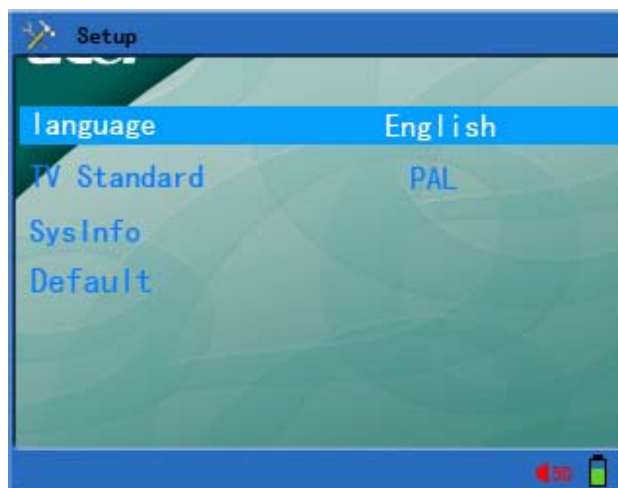 Setup
language English
TV Standard PAL
SysInfo
Default